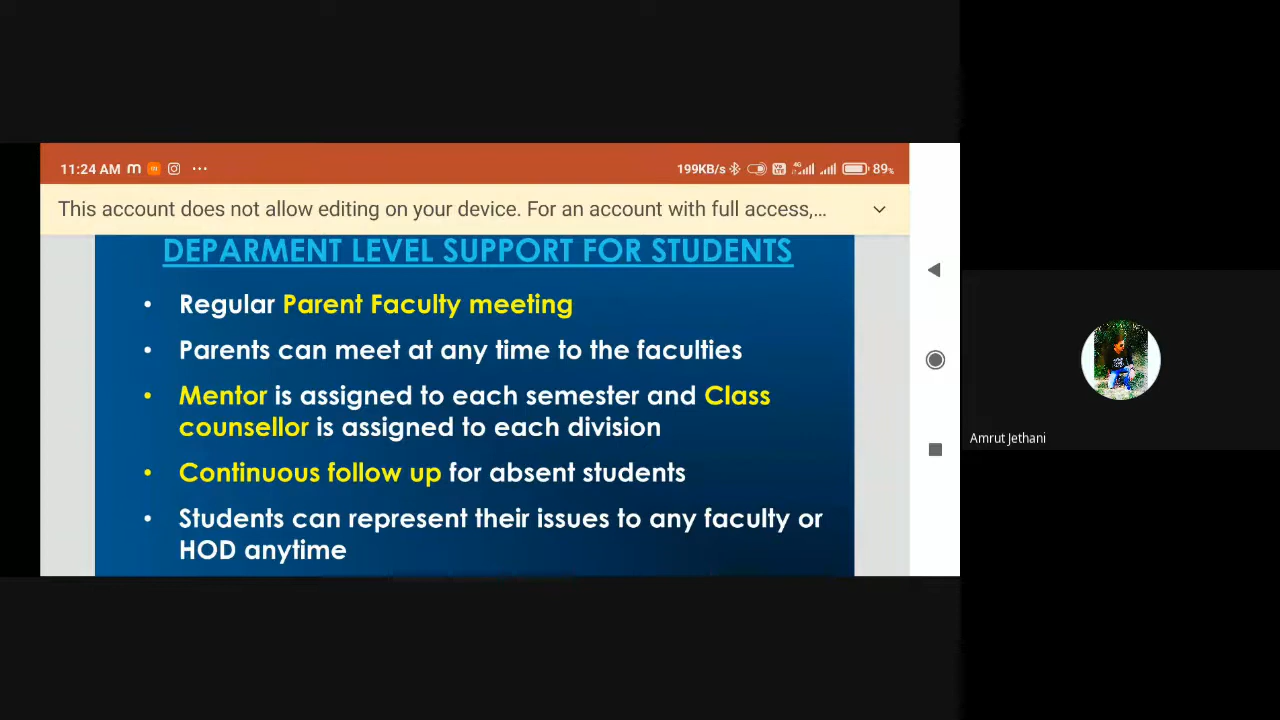 11:24 AM m ...
199KB/s 4G 89%
This account does not allow editing on your device. For an account with full access,...
DEPARMENT LEVEL SUPPORT FOR STUDENTS
• Regular Parent Faculty meeting
• Parents can meet at any time to the faculties
• Mentor is assigned to each semester and Class
counsellor is assigned to each division
• Continuous follow up for absent students
• Students can represent their issues to any faculty or
HOD anytime
Amrut Jethani